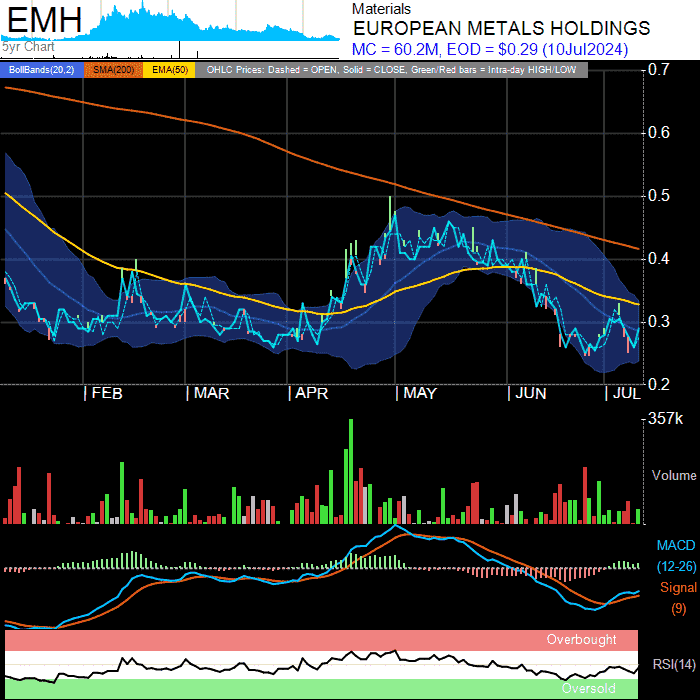 EMH
5yr Chart
Materials
EUROPEAN METALS HOLDINGS
MC = 60.2M, EOD = $0.29 (10Jul2024)
BollBands(20,2) SMA(200) EMA(50) OHLC Prices: Dashed = OPEN, Solid = CLOSE, Green/Red bars = Intra-day HIGH/LOW
0.7
0.6
0.5
0.4
0.3
0.2
FEB MAR APR MAY JUN JUL
357k
Volume
MACD
(12-26)
Signal
(9)
Overbought
RSI(14)
Oversold